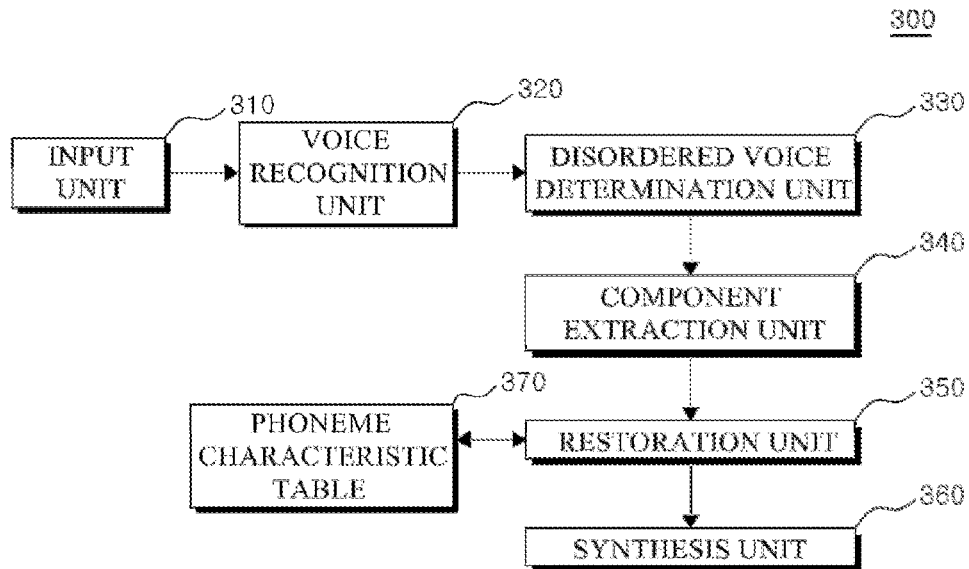 300
310
INPUT
UNIT
320
VOICE
RECOGNITION
UNIT
330
DISORDERED VOICE
DETERMINATION UNIT
340
COMPONENT
EXTRACTION UNIT
370
PHONEME
CHARACTERISTIC
TABLE
350
RESTORATION UNIT
360
SYNTHESIS UNIT